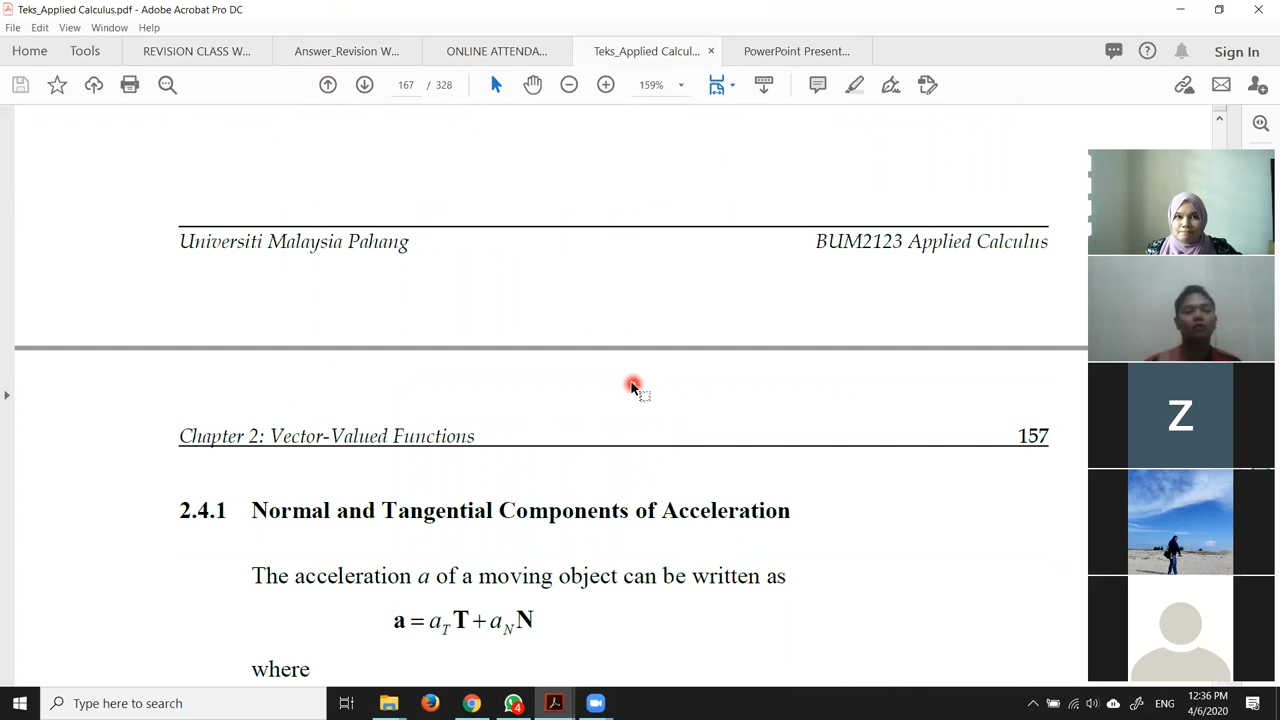 Teks_Applied Calculus.pdf - Adobe Acrobat Pro DC
File Edit View Window Help
Home Tools REVISION CLASS W... Answer_Revision W... ONLINE ATTENDA... Teks_Applied Calcul... × PowerPoint Present... Sign In
167 / 328 159%
Universiti Malaysia Pahang BUM2123 Applied Calculus
Z
Chapter 2: Vector-Valued Functions 157
2.4.1 Normal and Tangential Components of Acceleration
The acceleration a of a moving object can be written as
a = a_T T + a_N N
where
Type here to search 4 ENG 12:36 PM
4/6/2020